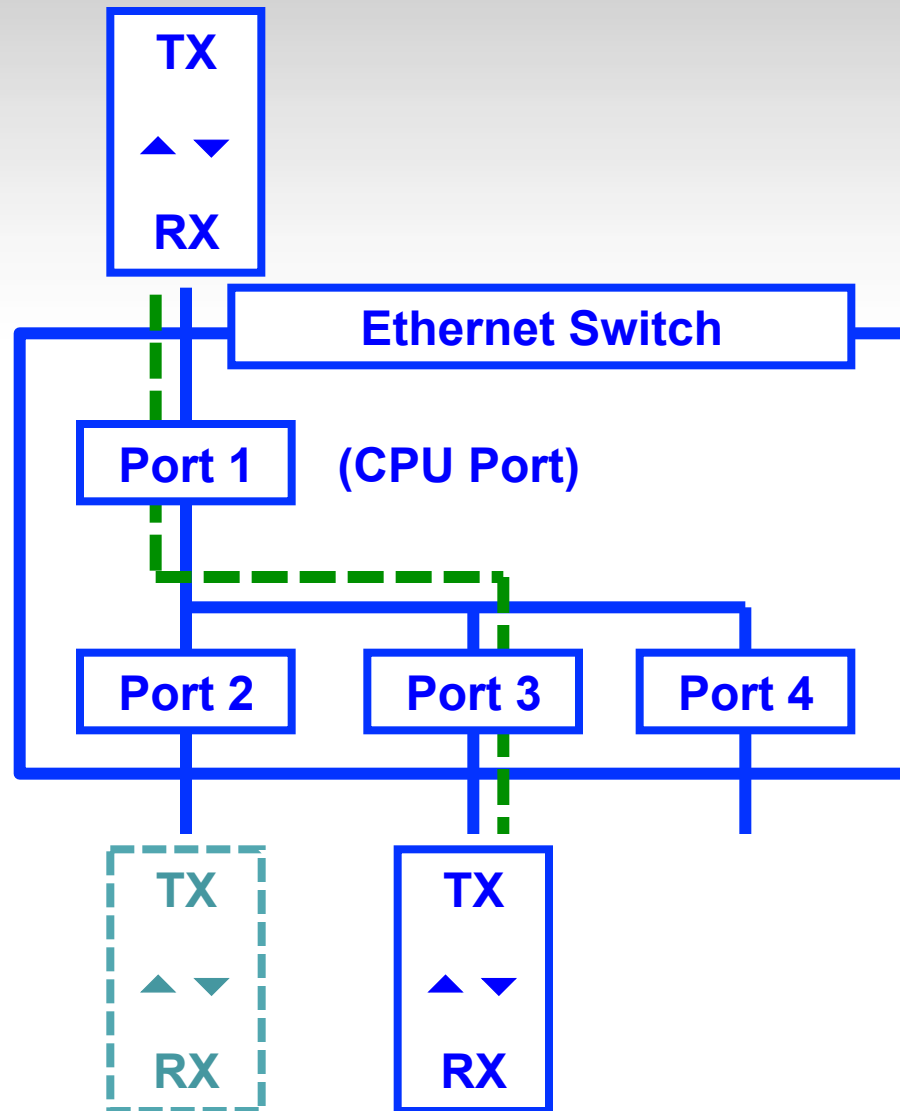 TX
RX
Ethernet Switch
Port 1 (CPU Port)
Port 2 Port 3 Port 4
TX TX
RX RX